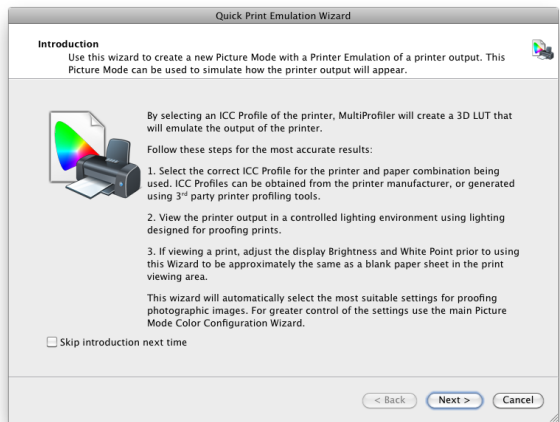 Quick Print Emulation Wizard
Introduction
Use this wizard to create a new Picture Mode with a Printer Emulation of a printer output. This
Picture Mode can be used to simulate how the printer output will appear.
By selecting an ICC Profile of the printer, MultiProfiler will create a 3D LUT that
will emulate the output of the printer.
Follow these steps for the most accurate results:
1. Select the correct ICC Profile for the printer and paper combination being
used. ICC Profiles can be obtained from the printer manufacturer, or generated
using 3rd party printer profiling tools.
2. View the printer output in a controlled lighting environment using lighting
designed for proofing prints.
3. If viewing a print, adjust the display Brightness and White Point prior to using
this Wizard to be approximately the same as a blank paper sheet in the print
viewing area.
This wizard will automatically select the most suitable settings for proofing
photographic images. For greater control of the settings use the main Picture
Mode Color Configuration Wizard.
Skip introduction next time
< Back Next > Cancel